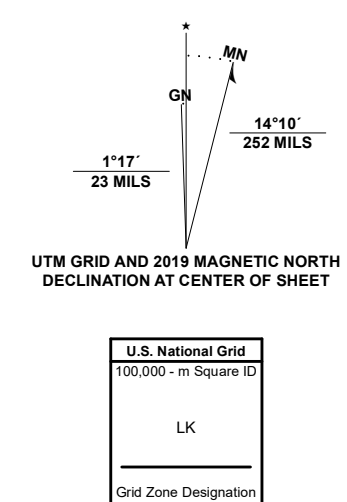 ★
MN
GN
14°10´
252 MILS
1°17´
23 MILS
UTM GRID AND 2019 MAGNETIC NORTH
DECLINATION AT CENTER OF SHEET
U.S. National Grid
100,000 - m Square ID
LK
Grid Zone Designation